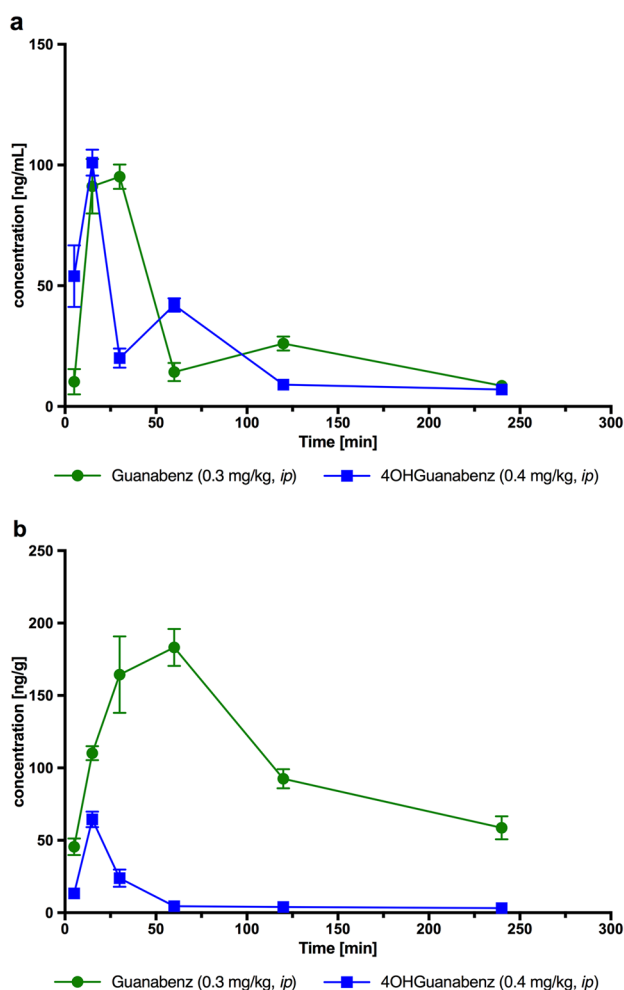 a
150
100
50
0
concentration [ng/mL]
0 50 100 150 200 250 300
Time [min]
Guanabenz (0.3 mg/kg, ip) 4OHGuanabenz (0.4 mg/kg, ip)
b
250
200
150
100
50
0
concentration [ng/g]
0 50 100 150 200 250 300
Time [min]
Guanabenz (0.3 mg/kg, ip) 4OHGuanabenz (0.4 mg/kg, ip)